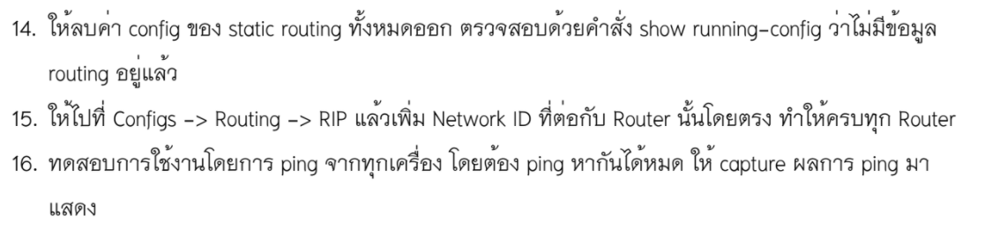 14. ให้ลบค่า config ของ static routing ทั้งหมดออก ตรวจสอบด้วยคำสั่ง show running-config ว่าไม่มีข้อมูล
routing อยู่แล้ว
15. ให้ไปที่ Configs -> Routing -> RIP แล้วเพิ่ม Network ID ที่ต่อกับ Router นั้นโดยตรง ทำให้ครบทุก Router
16. ทดสอบการใช้งานโดยการ ping จากทุกเครื่อง โดยต้อง ping หากันได้หมด ให้ capture ผลการ ping มา
แสดง